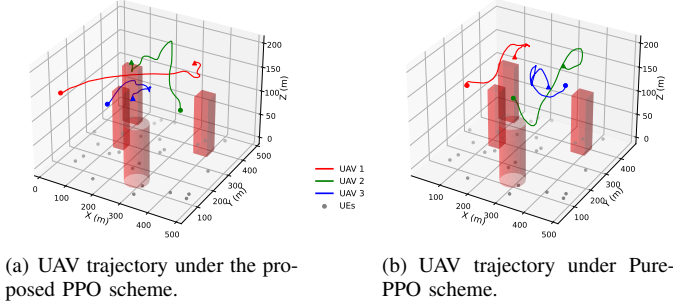 200
150
100
50
0
Z (m)
500
400
300
200
100
Y (m)
0
100
200
300
400
500
X (m)
UAV 1
UAV 2
UAV 3
UEs
200
150
100
50
0
Z (m)
400
300
200
100
Y (m)
100
200
300
400
500
X (m)
(a) UAV trajectory under the pro-
posed PPO scheme.
(b) UAV trajectory under Pure-
PPO scheme.